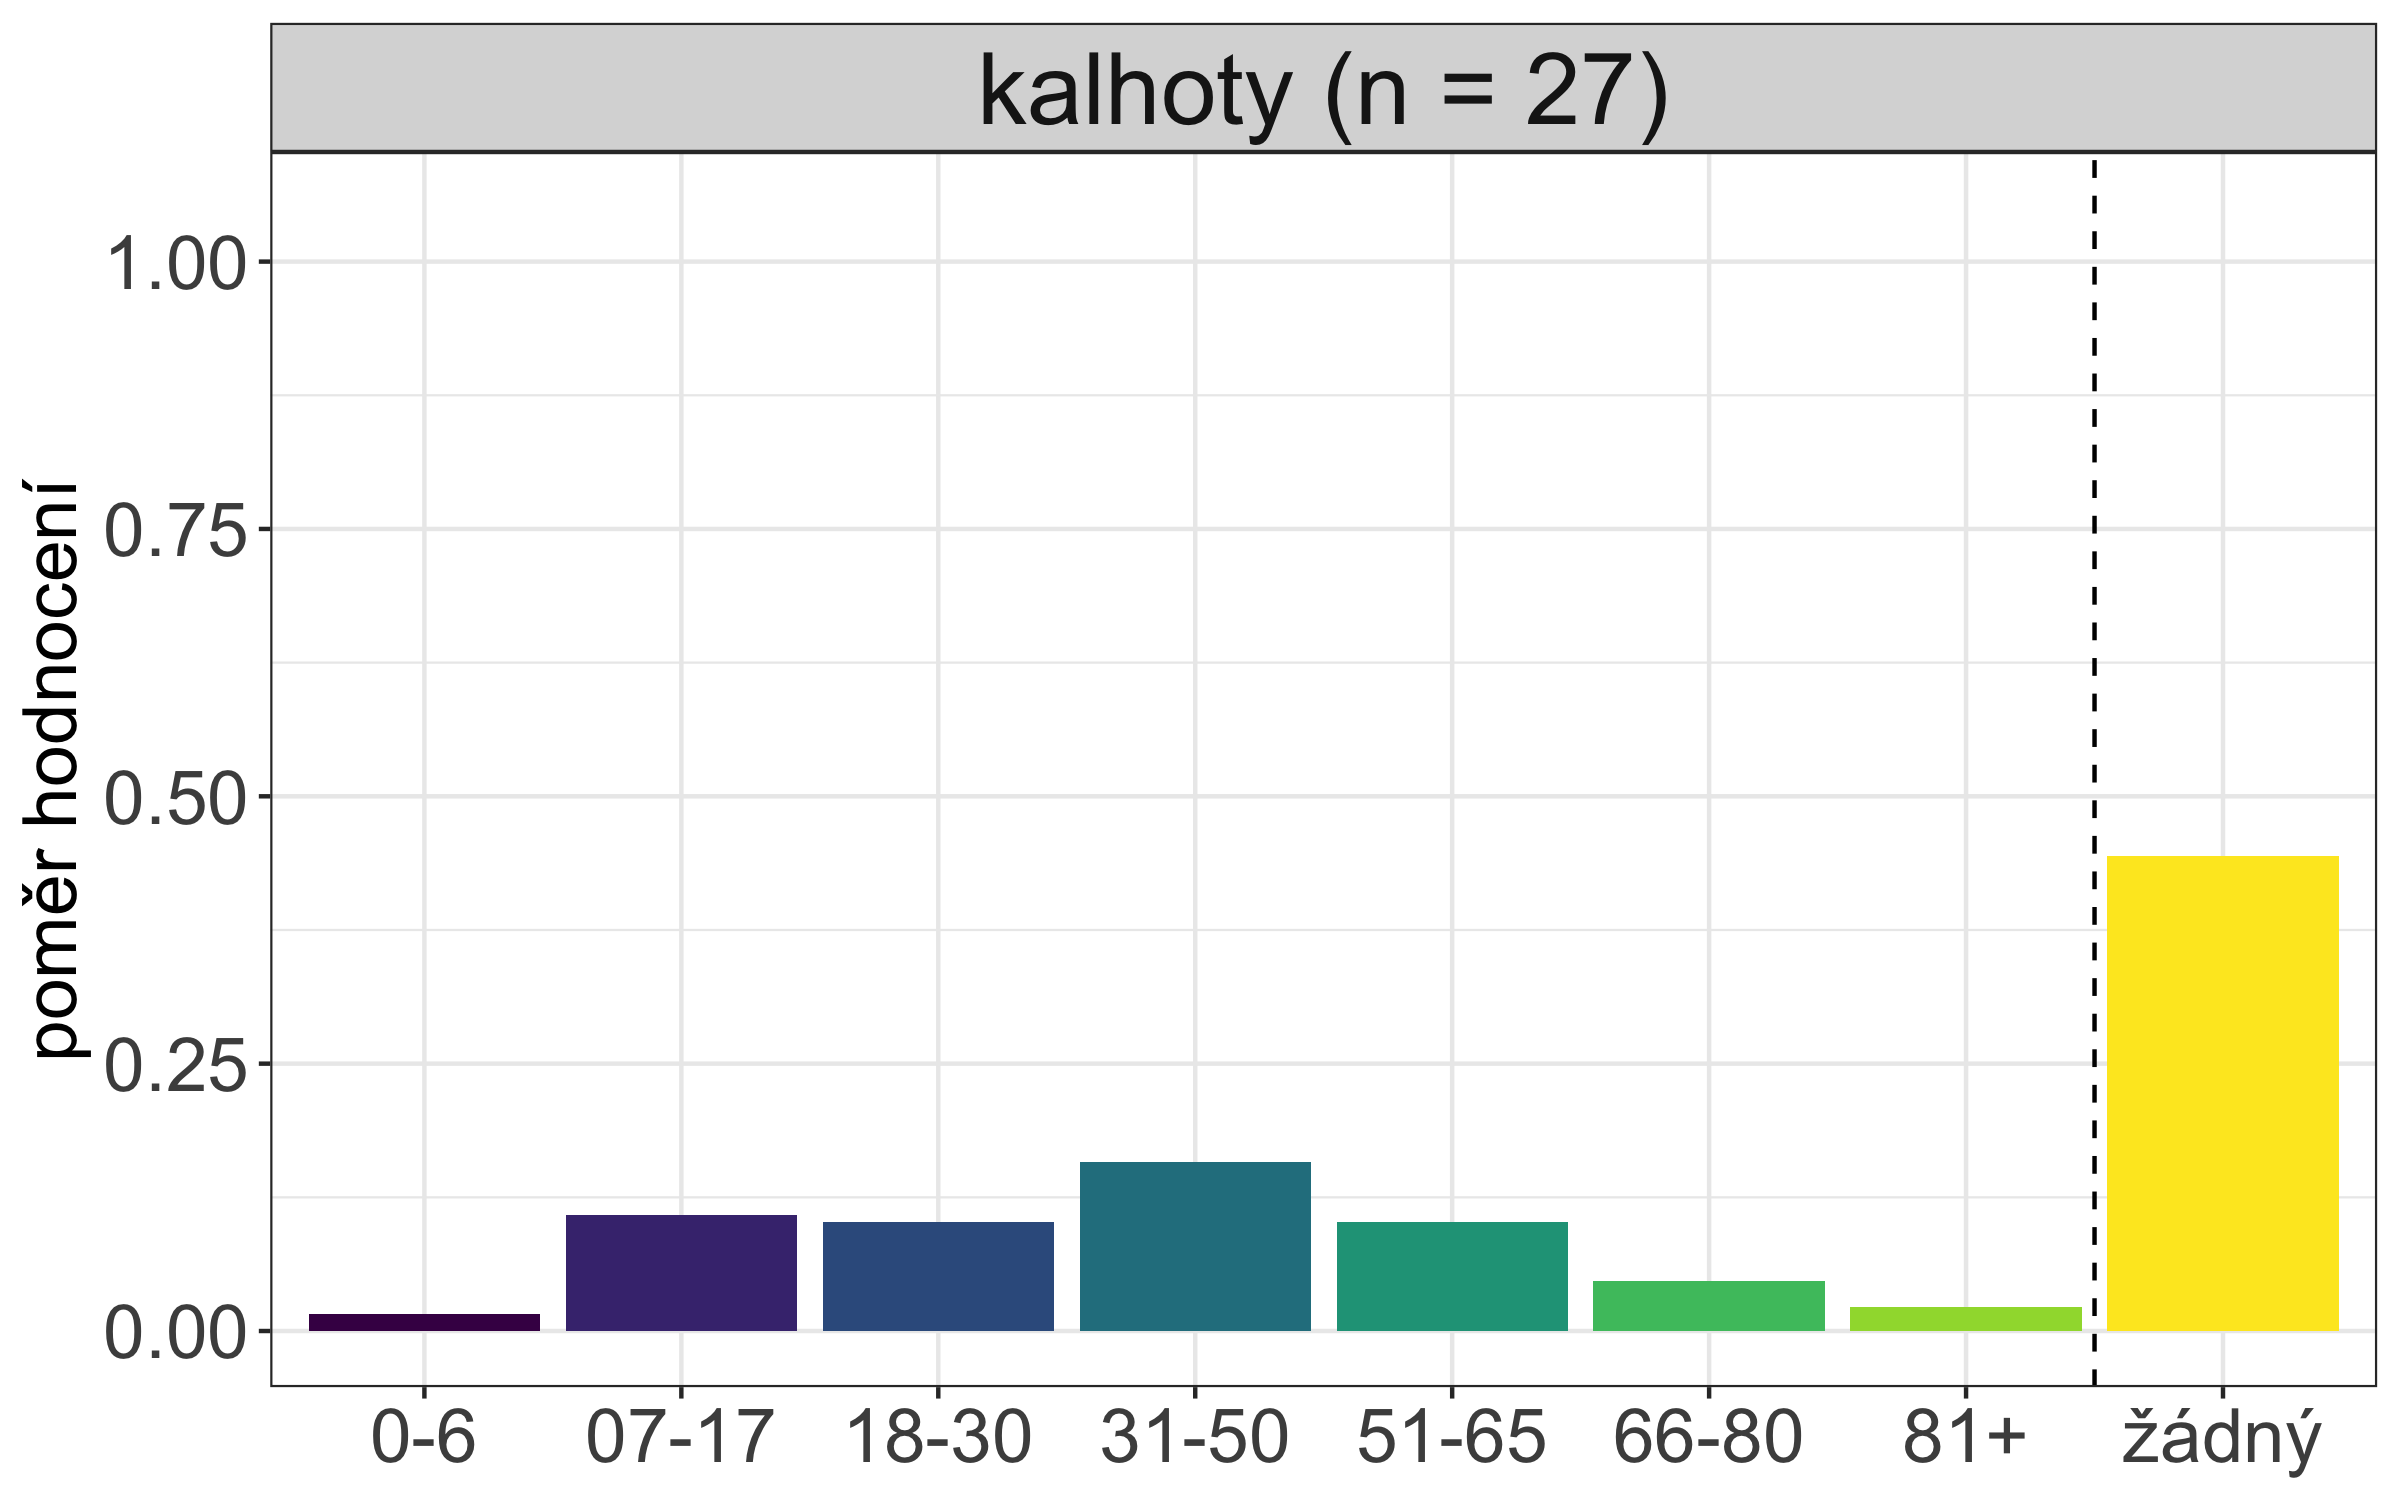 kalhoty (n = 27)
poměr hodnocení
1.00
0.75
0.50
0.25
0.00
0-6 07-17 18-30 31-50 51-65 66-80 81+ žádný